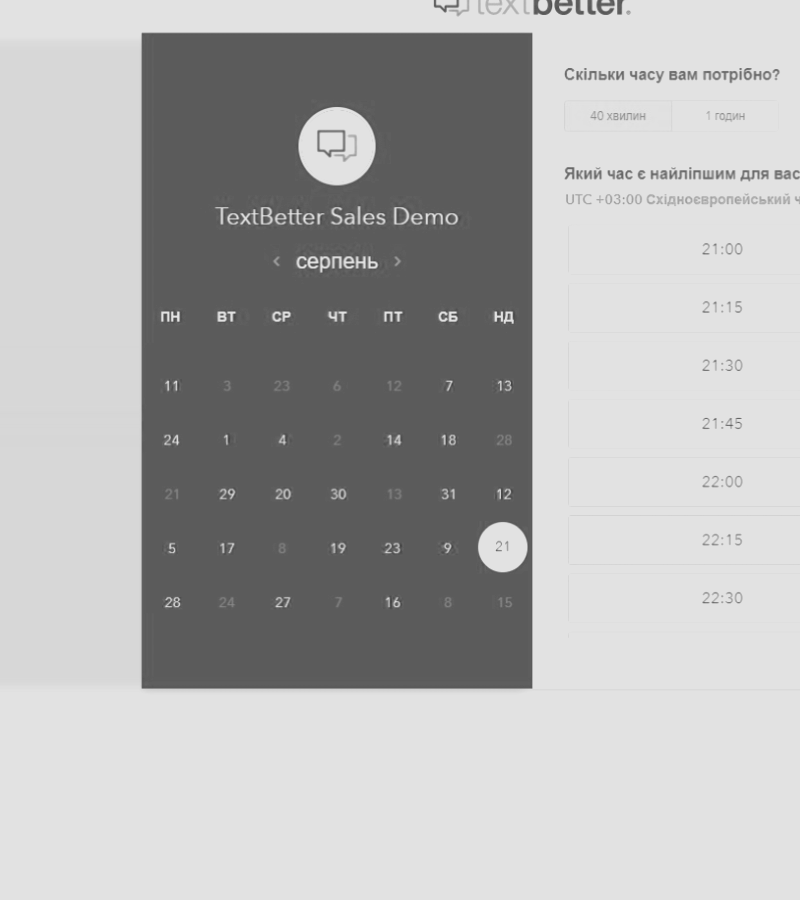 textbetter.
TextBetter Sales Demo
‹ серпень ›
ПН ВТ СР ЧТ ПТ СБ НД
11 3 23 6 12 7 13
24 1 4 2 14 18 28
21 29 20 30 13 31 12
5 17 8 19 23 9 21
28 24 27 7 16 8 15
Скільки часу вам потрібно?
40 хвилин 1 годин
Який час є найліпшим для вас
UTC +03:00 Східноєвропейський ч
21:00
21:15
21:30
21:45
22:00
22:15
22:30